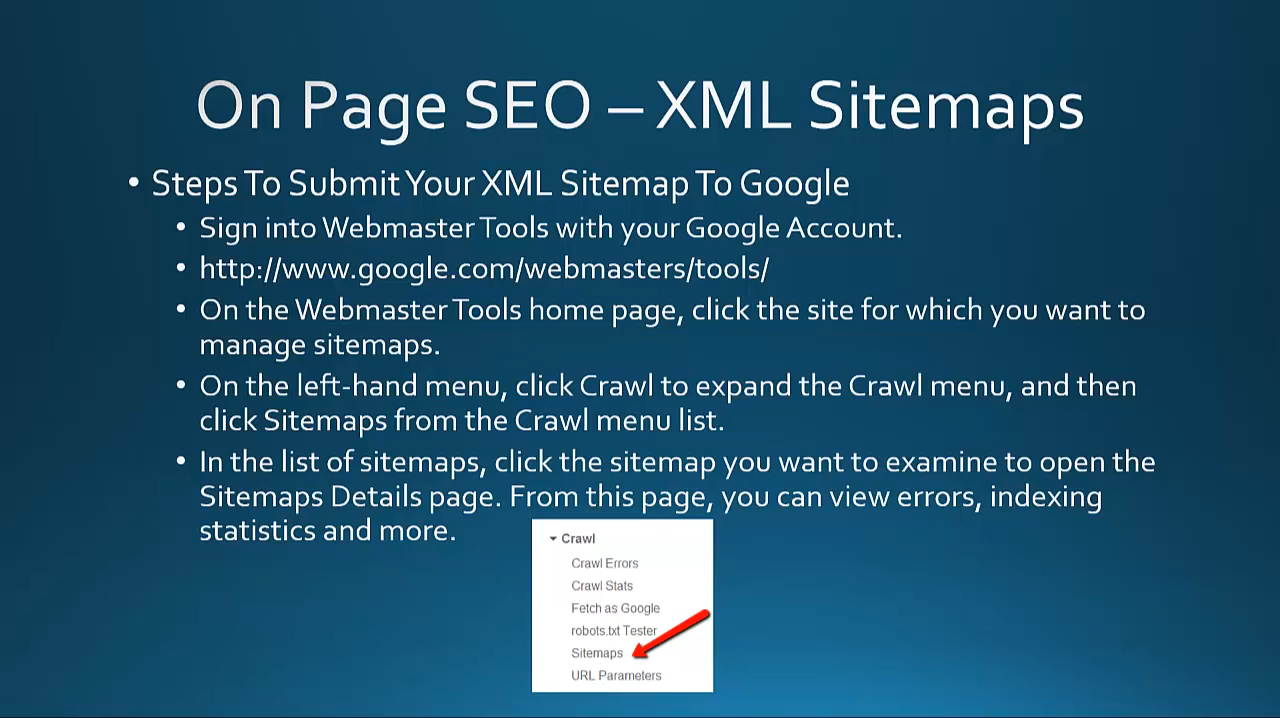 On Page SEO – XML Sitemaps
• Steps To Submit Your XML Sitemap To Google
• Sign into Webmaster Tools with your Google Account.
• http://www.google.com/webmasters/tools/
• On the Webmaster Tools home page, click the site for which you want to
manage sitemaps.
• On the left-hand menu, click Crawl to expand the Crawl menu, and then
click Sitemaps from the Crawl menu list.
• In the list of sitemaps, click the sitemap you want to examine to open the
Sitemaps Details page. From this page, you can view errors, indexing
statistics and more.
Crawl
Crawl Errors
Crawl Stats
Fetch as Google
robots.txt Tester
Sitemaps
URL Parameters